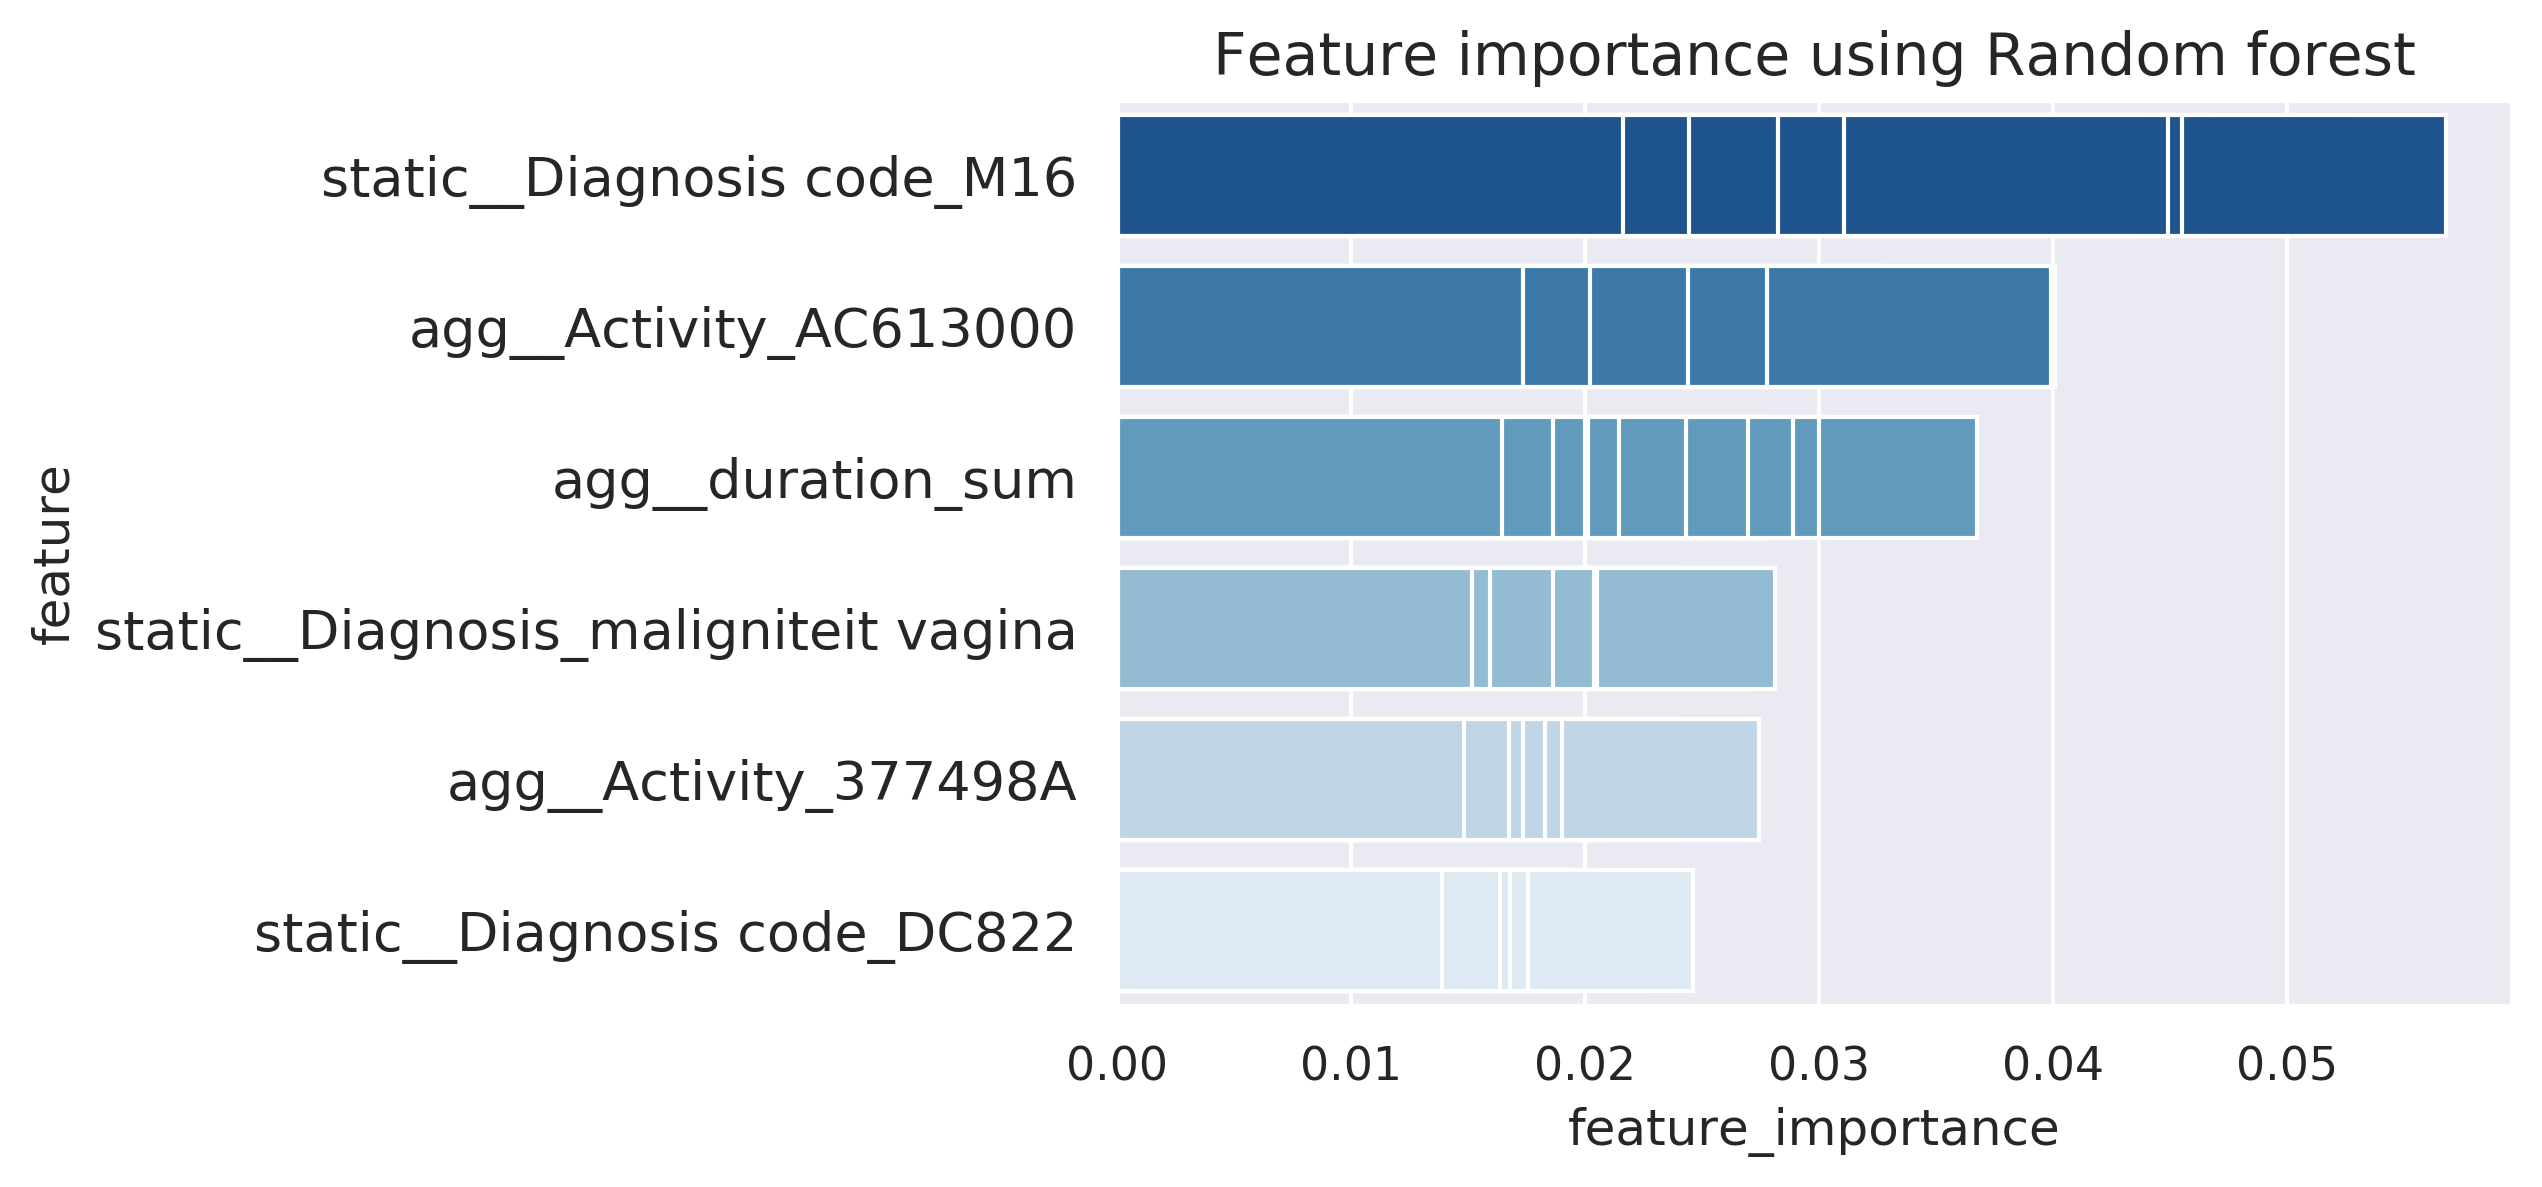 Feature importance using Random forest
static__Diagnosis code_M16
agg__Activity_AC613000
agg__duration_sum
static__Diagnosis_maligniteit vagina
agg__Activity_377498A
static__Diagnosis code_DC822
feature
0.00 0.01 0.02 0.03 0.04 0.05
feature_importance